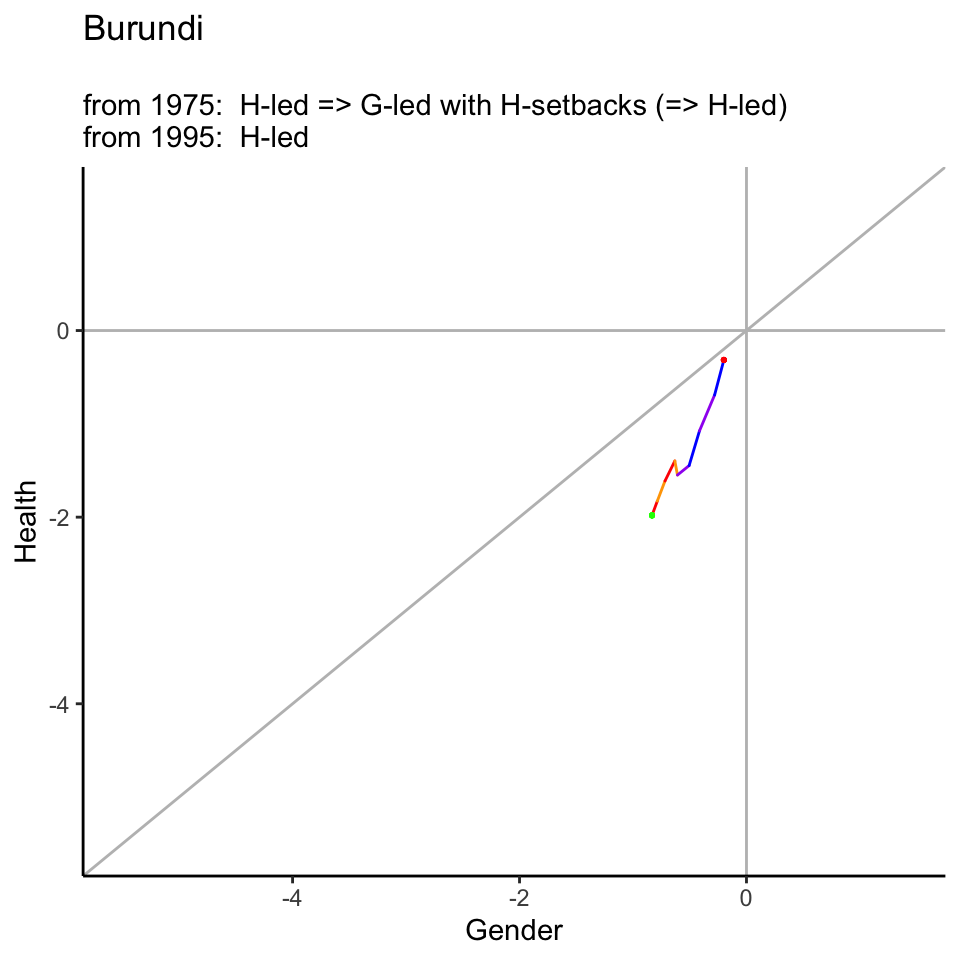 Burundi
from 1975:  H-led => G-led with H-setbacks (=> H-led)
from 1995:  H-led
0
-2
-4
Health
-4
-2
0
Gender